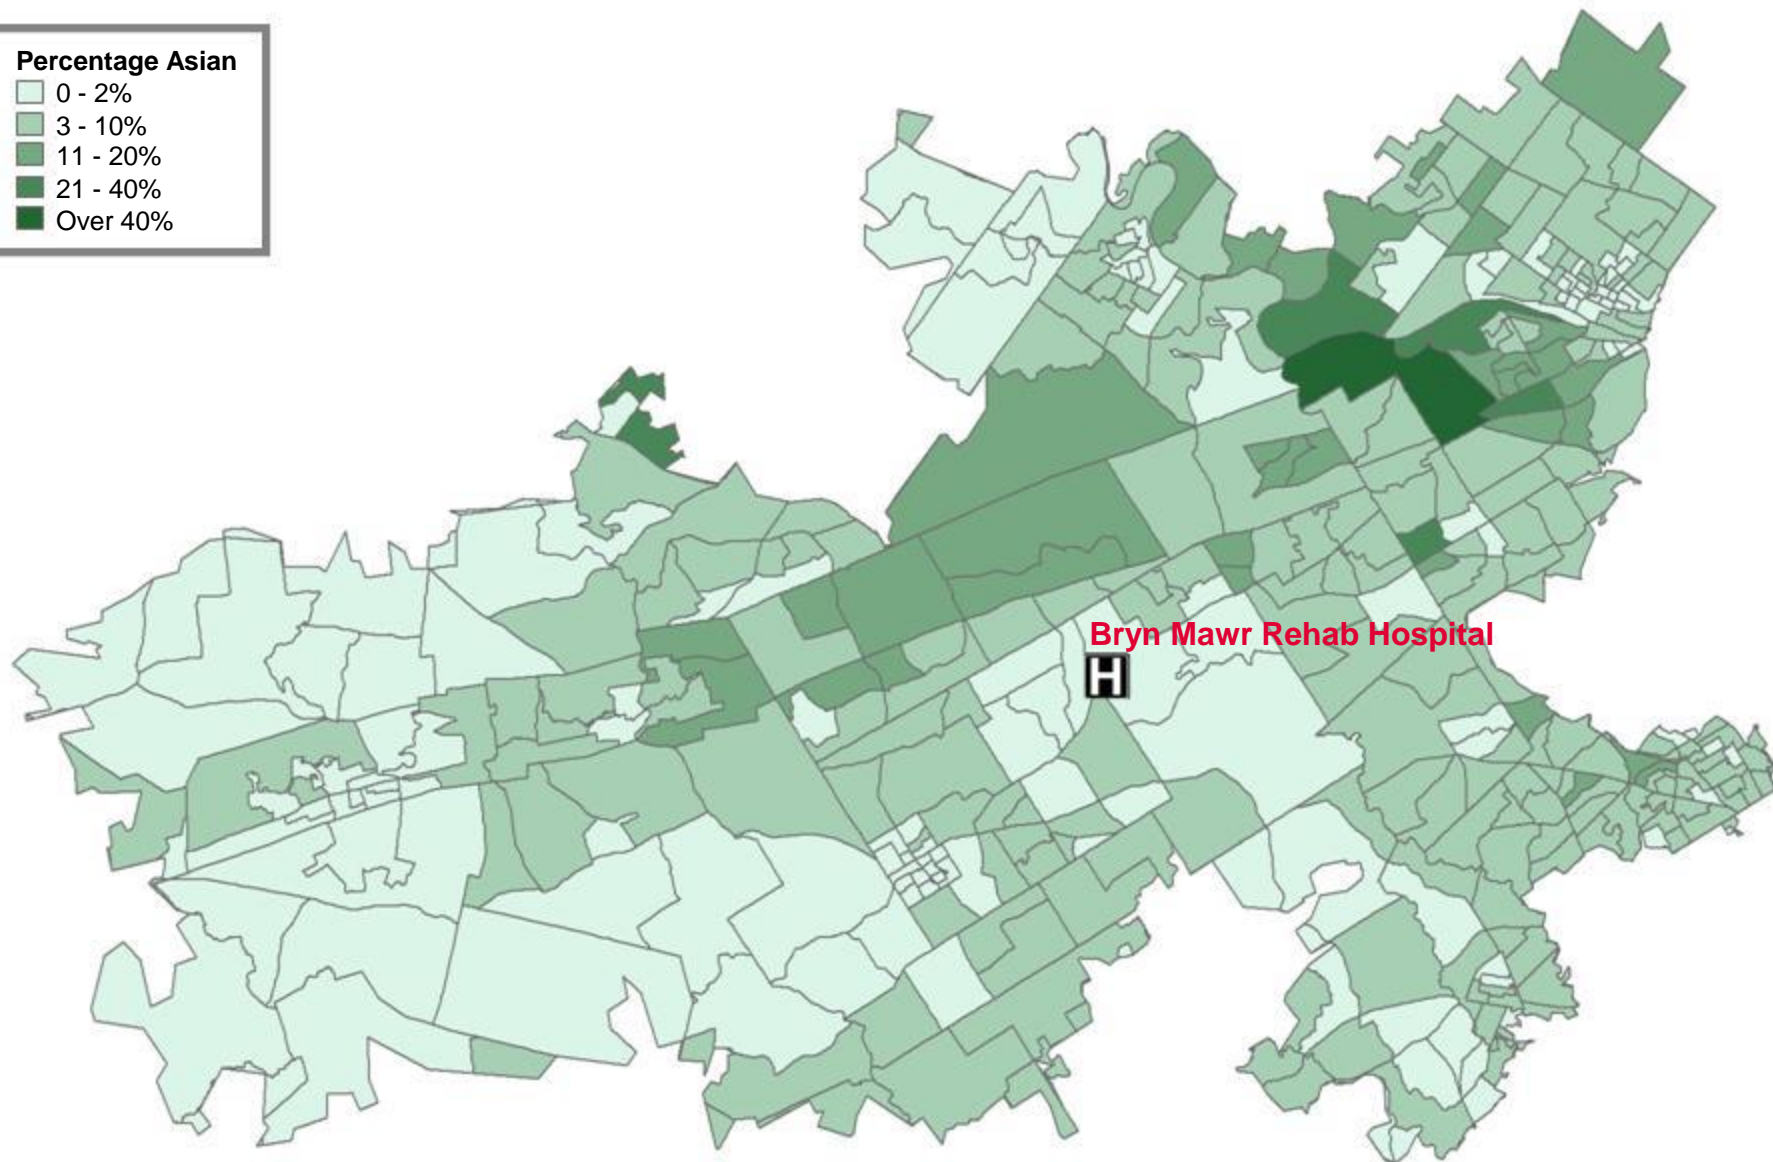 Percentage Asian
0 - 2%
3 - 10%
11 - 20%
21 - 40%
Over 40%
Bryn Mawr Rehab Hospital
H